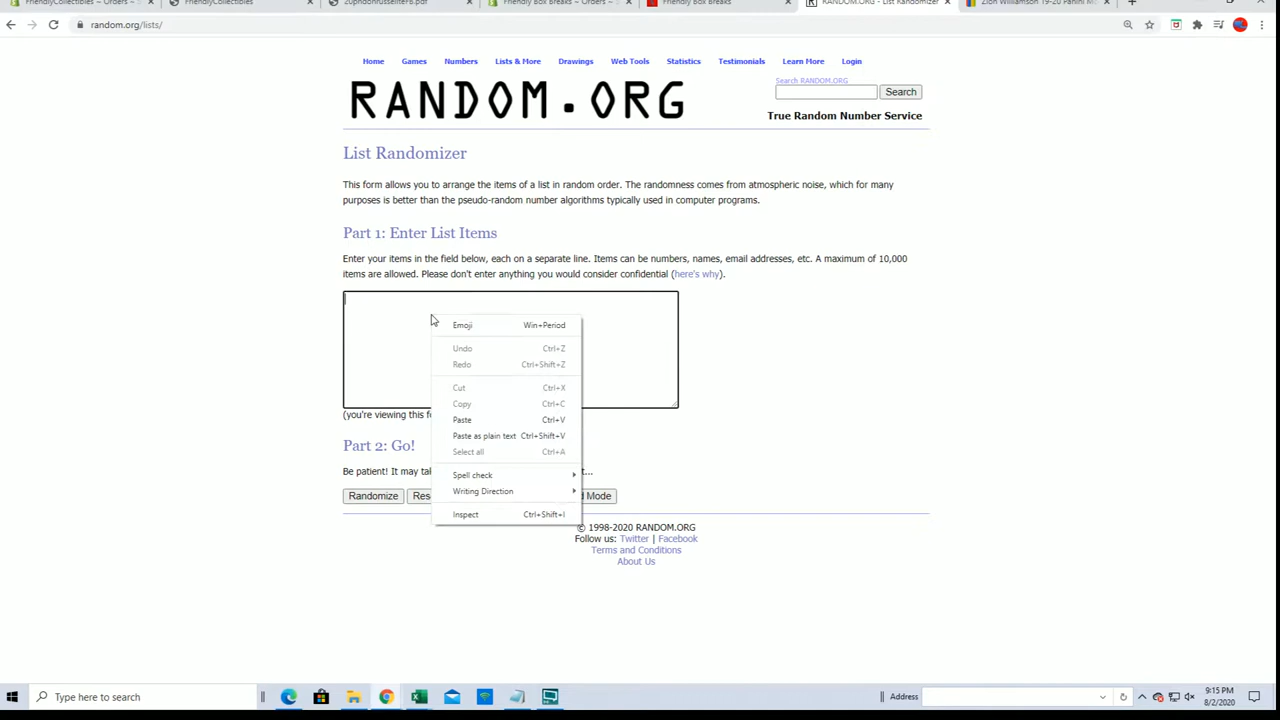 FriendlyCollectibles – Orders –
FriendlyCollectibles
Friendly Box Breaks – Orders –
Friendly Box Breaks
RANDOM.ORG - List Randomizer
Zion Williamson 19-20 Panini M
random.org/lists/
Home Games Numbers Lists & More Drawings Web Tools Statistics Testimonials Learn More Login
RANDOM.ORG
Search RANDOM.ORG
Search
True Random Number Service
List Randomizer
This form allows you to arrange the items of a list in random order. The randomness comes from atmospheric noise, which for many
purposes is better than the pseudo-random number algorithms typically used in computer programs.
Part 1: Enter List Items
Enter your items in the field below, each on a separate line. Items can be numbers, names, email addresses, etc. A maximum of 10,000
items are allowed. Please don't enter anything you would consider confidential (here's why).
Emoji Win+Period
Undo Ctrl+Z
Redo Ctrl+Shift+Z
Cut Ctrl+X
Copy Ctrl+C
Paste Ctrl+V
Paste as plain text Ctrl+Shift+V
Select all Ctrl+A
Spell check
Writing Direction
Inspect Ctrl+Shift+I
(you're viewing this f
Part 2: Go!
Be patient! It may tak t...
Randomize Res d Mode
© 1998-2020 RANDOM.ORG
Follow us: Twitter | Facebook
Terms and Conditions
About Us
Type here to search
Address
9:15 PM
8/2/2020